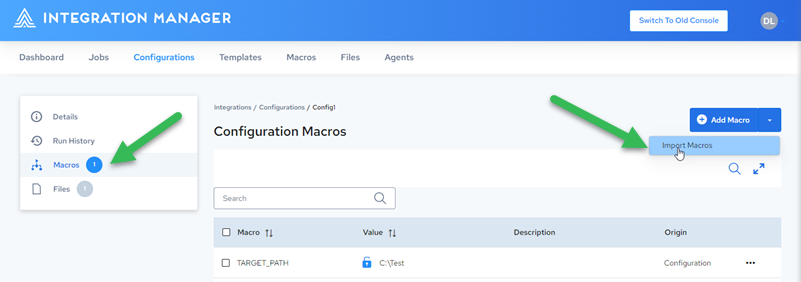 INTEGRATION MANAGER
Switch To Old Console
DL
Dashboard Jobs Configurations Templates Macros Files Agents
Details
Run History
Macros 1
Files 1
Integrations / Configurations / Config1
Configuration Macros
Add Macro
Import Macros
Search
Macro Value Description Origin
TARGET_PATH C:\Test Configuration